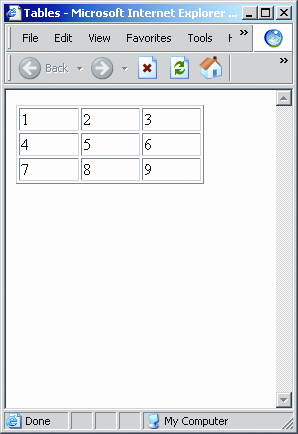 Tables - Microsoft Internet Explorer ...
File Edit View Favorites Tools H »
Back »
1 2 3
4 5 6
7 8 9
Done My Computer